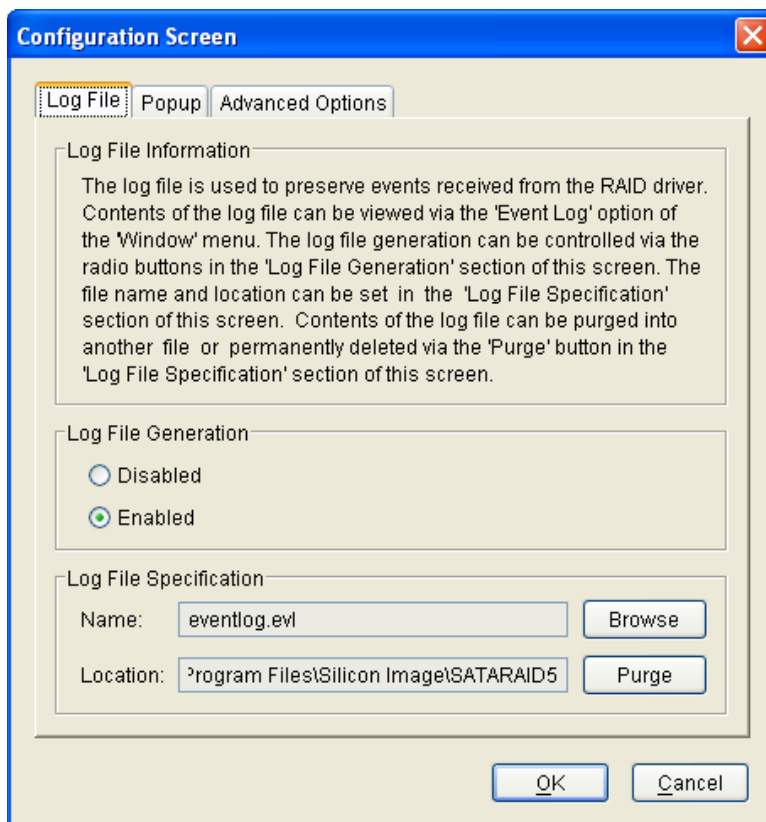 Configuration Screen
Log File
Popup
Advanced Options
Log File Information
The log file is used to preserve events received from the RAID driver.
Contents of the log file can be viewed via the 'Event Log' option of
the 'Window' menu. The log file generation can be controlled via the
radio buttons in the 'Log File Generation' section of this screen. The
file name and location can be set in the 'Log File Specification'
section of this screen. Contents of the log file can be purged into
another file or permanently deleted via the 'Purge' button in the
'Log File Specification' section of this screen.
Log File Generation
Disabled
Enabled
Log File Specification
Name: eventlog.evl Browse
Location: Program Files\Silicon Image\SATARAID5 Purge
OK Cancel